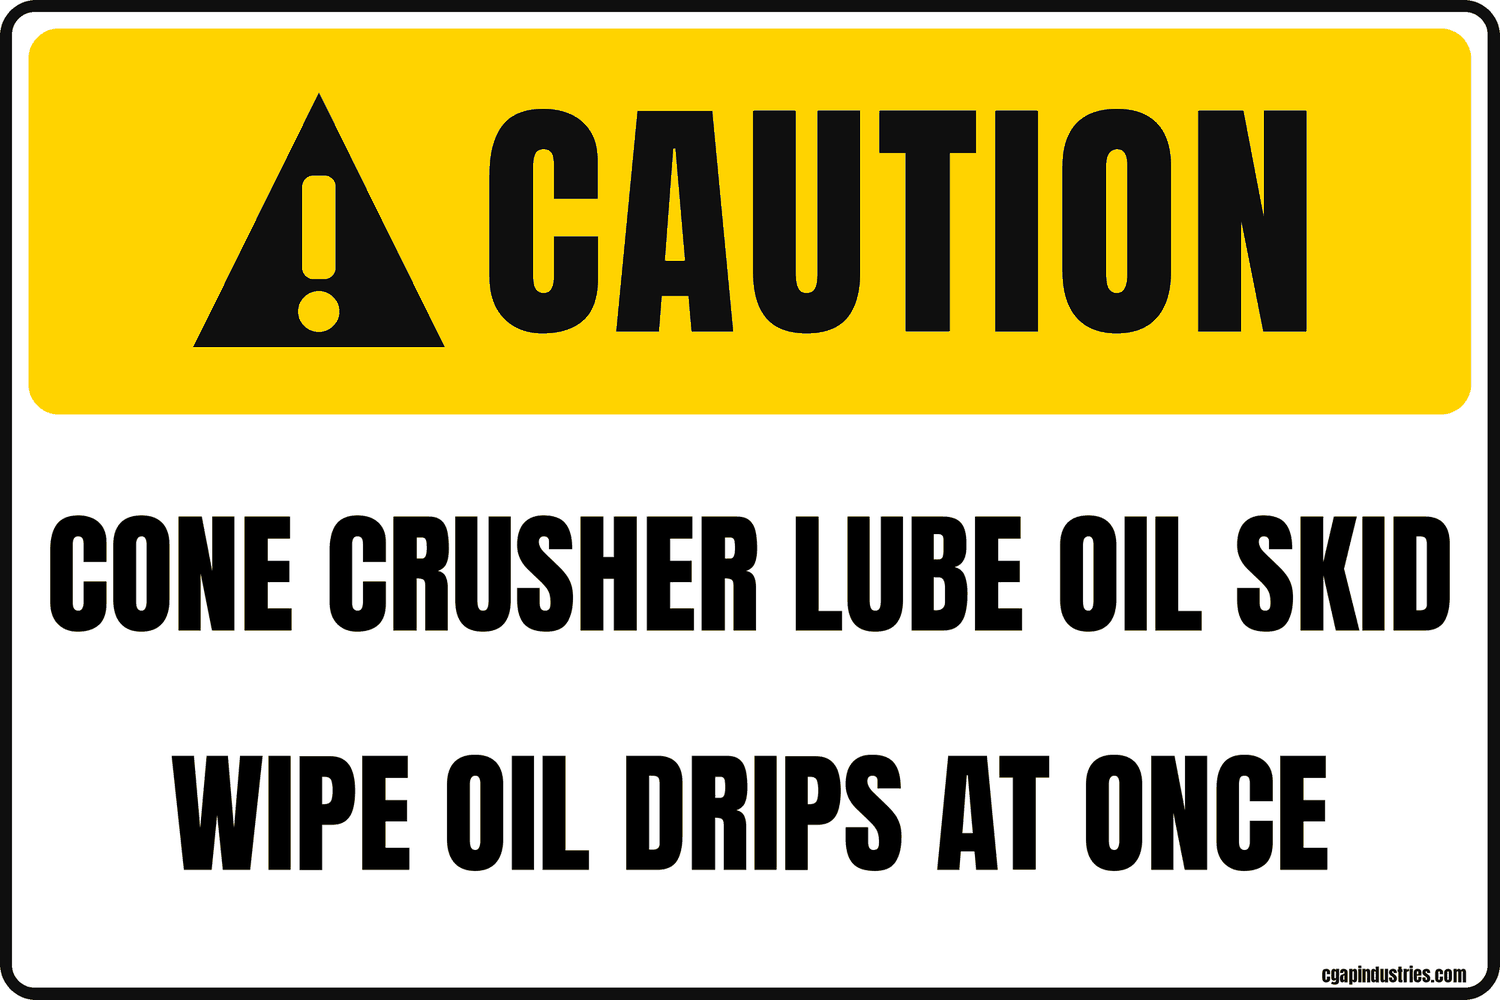 CAUTION
CONE CRUSHER LUBE OIL SKID
WIPE OIL DRIPS AT ONCE
cgapindustries.com